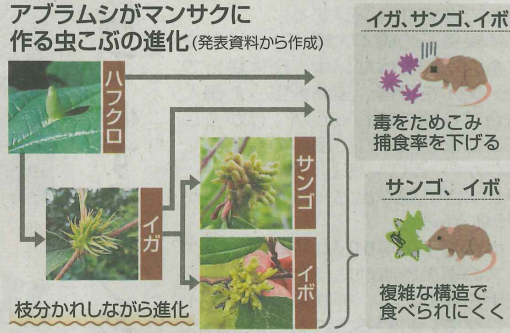 アブラムシがマンサクに
作る虫こぶの進化(発表資料から作成)
ハフクロ
イガ
サンゴ
イボ
枝分かれしながら進化
イガ、サンゴ、イボ
毒をためこみ
捕食率を下げる
サンゴ、イボ
複雑な構造で
食べられにくく